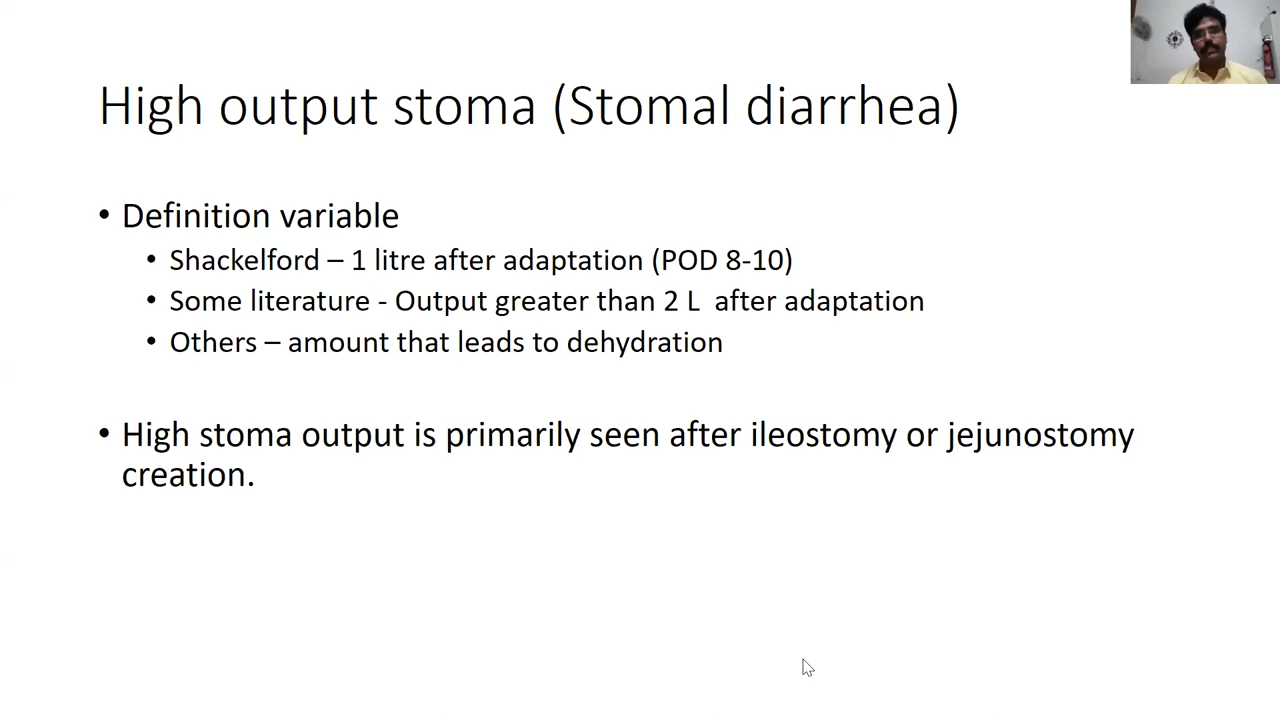 High output stoma (Stomal diarrhea)
• Definition variable
• Shackelford – 1 litre after adaptation (POD 8-10)
• Some literature - Output greater than 2 L  after adaptation
• Others – amount that leads to dehydration
• High stoma output is primarily seen after ileostomy or jejunostomy
creation.